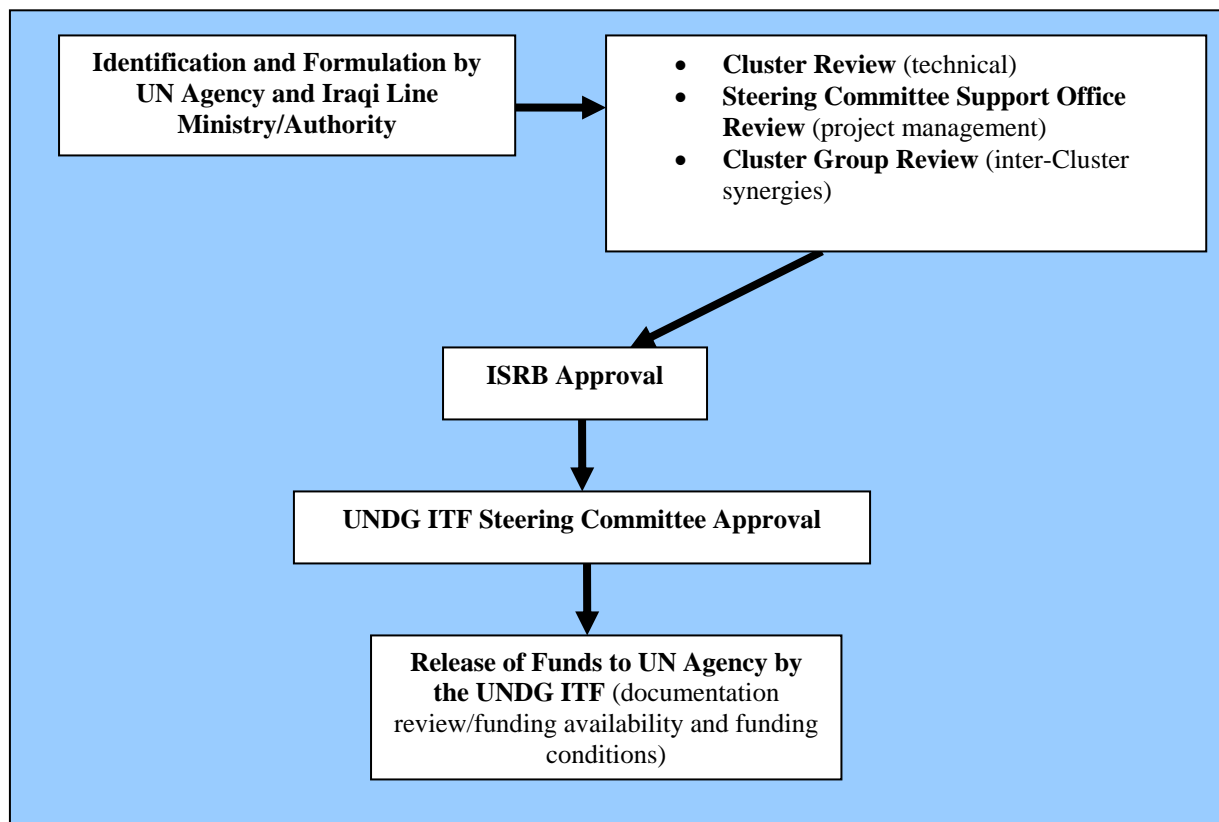 Identification and Formulation by
UN Agency and Iraqi Line
Ministry/Authority
• Cluster Review (technical)
• Steering Committee Support Office
Review (project management)
• Cluster Group Review (inter-Cluster
synergies)
ISRB Approval
UNDG ITF Steering Committee Approval
Release of Funds to UN Agency by
the UNDG ITF (documentation
review/funding availability and funding
conditions)